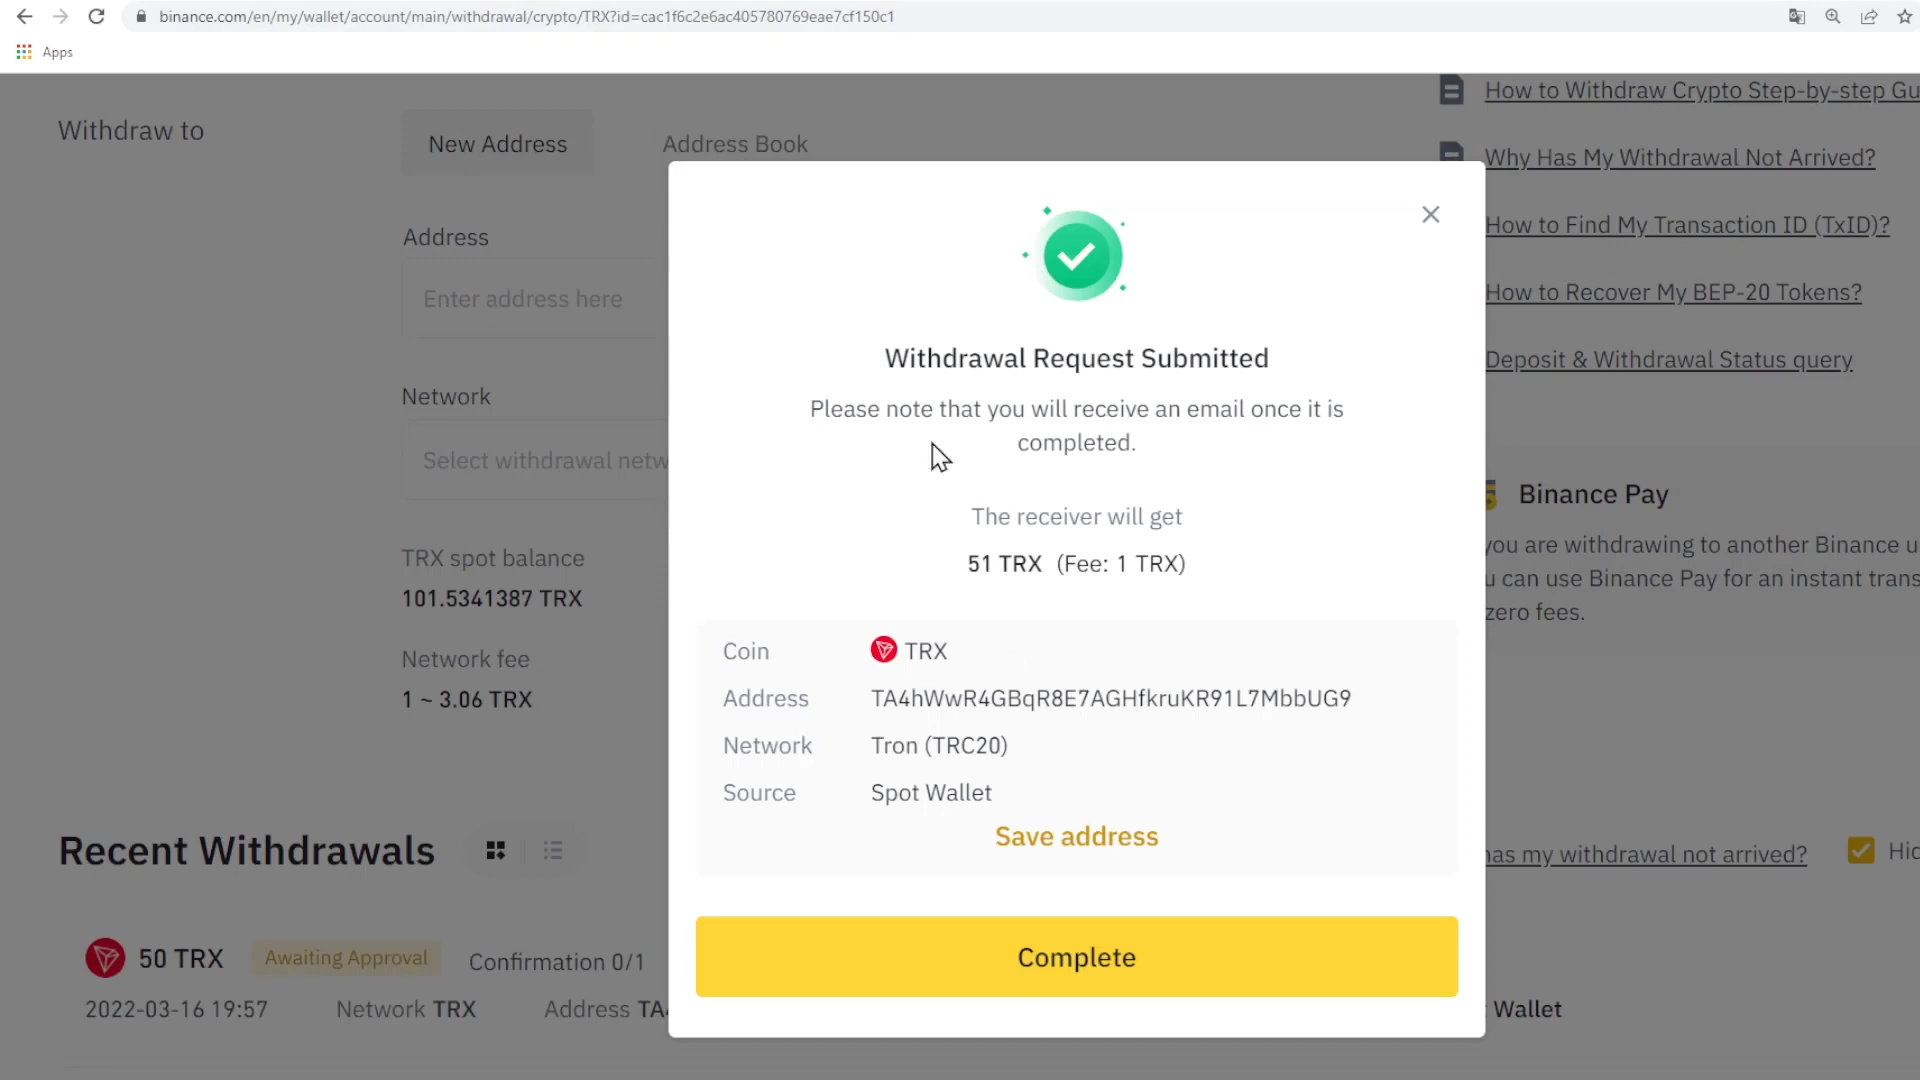 binance.com/en/my/wallet/account/main/withdrawal/crypto/TRX?id=cac1f6c2e6ac405780769eae7cf150c1
Apps
Withdraw to
New Address
Address Book
Address
Enter address here
Network
Select withdrawal netw
TRX spot balance
101.5341387 TRX
Network fee
1 ~ 3.06 TRX
How to Withdraw Crypto Step-by-step Gu
Why Has My Withdrawal Not Arrived?
How to Find My Transaction ID (TxID)?
How to Recover My BEP-20 Tokens?
Deposit & Withdrawal Status query
Binance Pay
you are withdrawing to another Binance u
u can use Binance Pay for an instant trans
zero fees.
Withdrawal Request Submitted
Please note that you will receive an email once it is
completed.
The receiver will get
51 TRX (Fee: 1 TRX)
Coin TRX
Address TA4hWwR4GBqR8E7AGHfkruKR91L7MbbUG9
Network Tron (TRC20)
Source Spot Wallet
Save address
Complete
Recent Withdrawals
has my withdrawal not arrived?
Hid
50 TRX Awaiting Approval Confirmation 0/1
2022-03-16 19:57 Network TRX Address TA4
Wallet